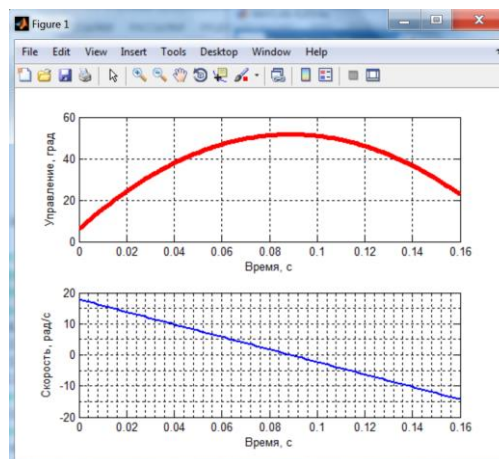 Figure 1
File Edit View Insert Tools Desktop Window Help
60
40
20
0
Управление, град
0 0.02 0.04 0.06 0.08 0.1 0.12 0.14 0.16
Время, с
20
10
0
-10
-20
Скорость, рад/с
0 0.02 0.04 0.06 0.08 0.1 0.12 0.14 0.16
Время, с